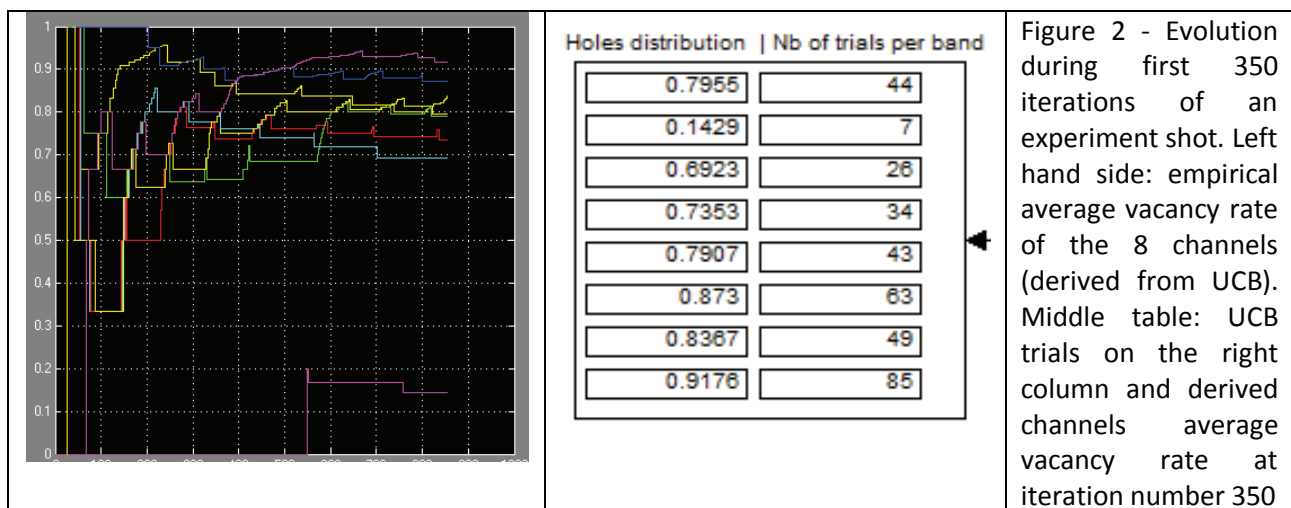 1
0.9
0.8
0.7
0.6
0.5
0.4
0.3
0.2
0.1
0
Holes distribution | Nb of trials per band
0.7955 44
0.1429 7
0.6923 26
0.7353 34
0.7907 43
0.873 63
0.8367 49
0.9176 85
Figure 2 - Evolution
during first 350
iterations of an
experiment shot. Left
hand side: empirical
average vacancy rate
of the 8 channels
(derived from UCB).
Middle table: UCB
trials on the right
column and derived
channels average
vacancy rate at
iteration number 350